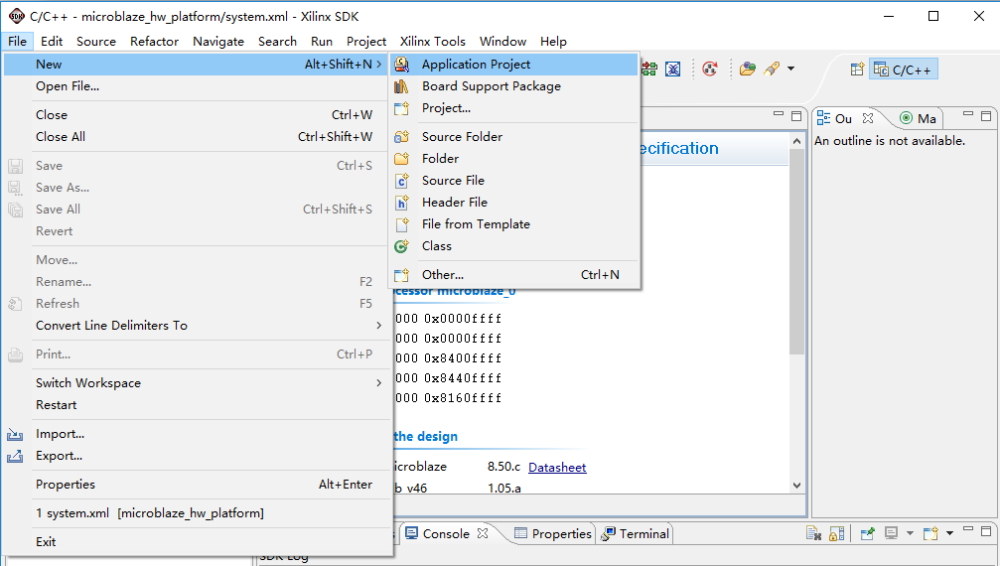 C/C++ - microblaze_hw_platform/system.xml - Xilinx SDK
File Edit Source Refactor Navigate Search Run Project Xilinx Tools Window Help
New Alt+Shift+N >
Open File...
Close Ctrl+W
Close All Ctrl+Shift+W
Save Ctrl+S
Save As...
Save All Ctrl+Shift+S
Revert
Move...
Rename... F2
Refresh F5
Convert Line Delimiters To >
Print... Ctrl+P
Switch Workspace >
Restart
Import...
Export...
Properties Alt+Enter
1 system.xml [microblaze_hw_platform]
Exit
Application Project
Board Support Package
Project...
Source Folder
Folder
Source File
Header File
File from Template
Class
Other... Ctrl+N
C/C++
ecification
microblaze_0
000 0x0000ffff
000 0x0000ffff
000 0x8400ffff
000 0x8440ffff
000 0x8160ffff
the design
icroblaze 8.50.c Datasheet
b_v46 1.05.a
Ou Ma
An outline is not available.
Console Properties Terminal
SDK Log